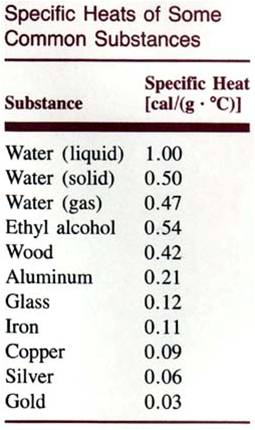 Specific Heats of Some
Common Substances
Substance Specific Heat
[cal/(g · °C)]
Water (liquid) 1.00
Water (solid) 0.50
Water (gas) 0.47
Ethyl alcohol 0.54
Wood 0.42
Aluminum 0.21
Glass 0.12
Iron 0.11
Copper 0.09
Silver 0.06
Gold 0.03